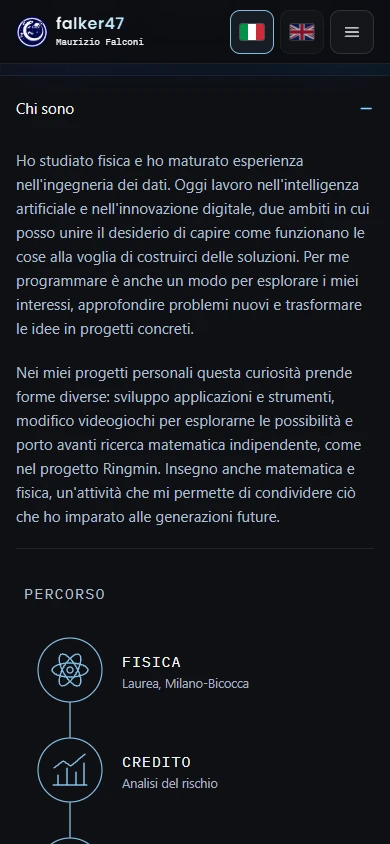 falker47
Maurizio Falconi
Chi sono
Ho studiato fisica e ho maturato esperienza
nell'ingegneria dei dati. Oggi lavoro nell'intelligenza
artificiale e nell'innovazione digitale, due ambiti in cui
posso unire il desiderio di capire come funzionano le
cose alla voglia di costruirci delle soluzioni. Per me
programmare è anche un modo per esplorare i miei
interessi, approfondire problemi nuovi e trasformare
le idee in progetti concreti.
Nei miei progetti personali questa curiosità prende
forme diverse: sviluppo applicazioni e strumenti,
modifico videogiochi per esplorarne le possibilità e
porto avanti ricerca matematica indipendente, come
nel progetto Ringmin. Insegno anche matematica e
fisica, un'attività che mi permette di condividere ciò
che ho imparato alle generazioni future.
PERCORSO
FISICA
Laurea, Milano-Bicocca
CREDITO
Analisi del rischio